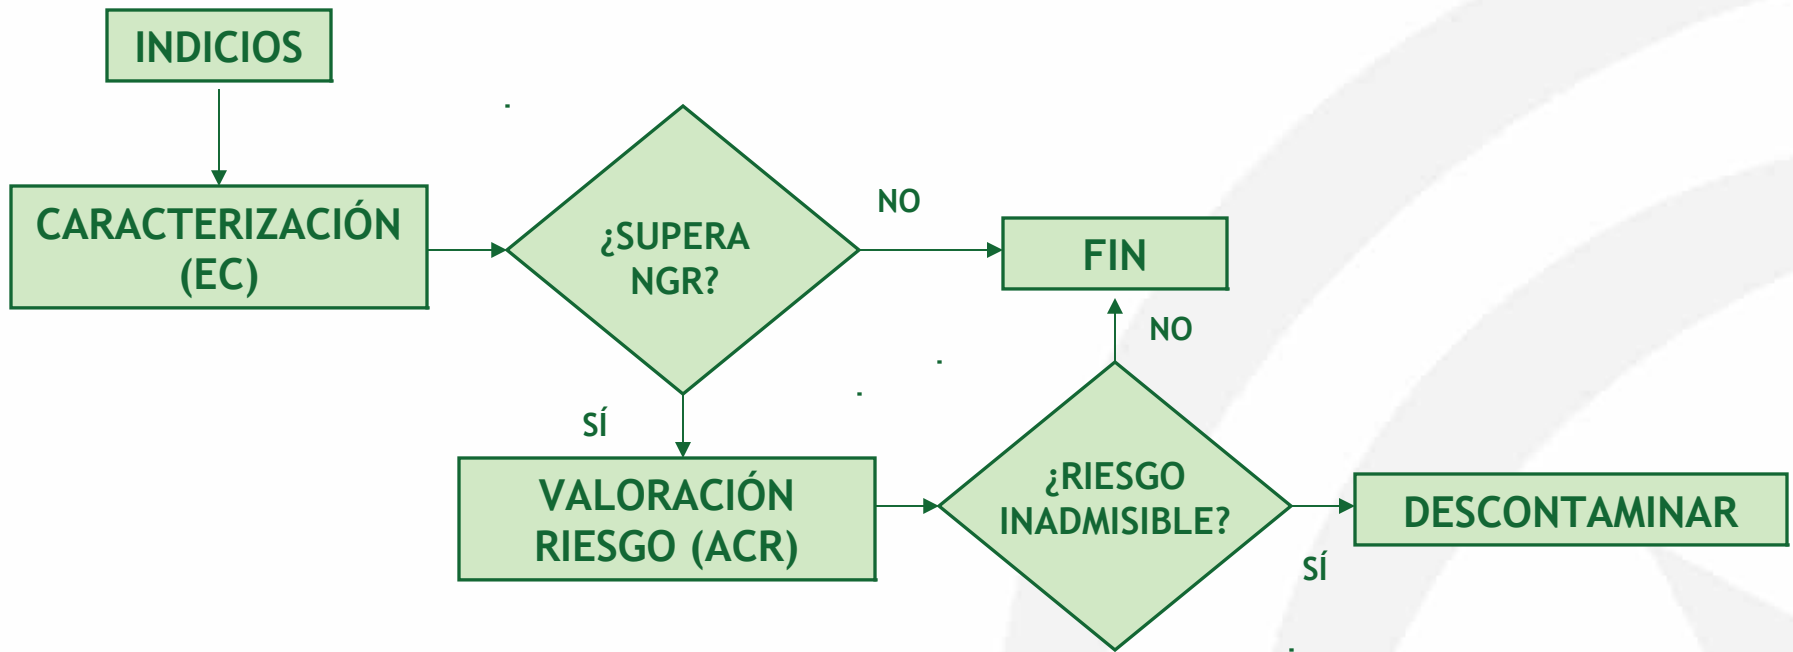 INDICIOS
CARACTERIZACIÓN
(EC)
¿SUPERA
NGR?
NO
FIN
NO
SÍ
VALORACIÓN
RIESGO (ACR)
¿RIESGO
INADMISIBLE?
SÍ
DESCONTAMINAR